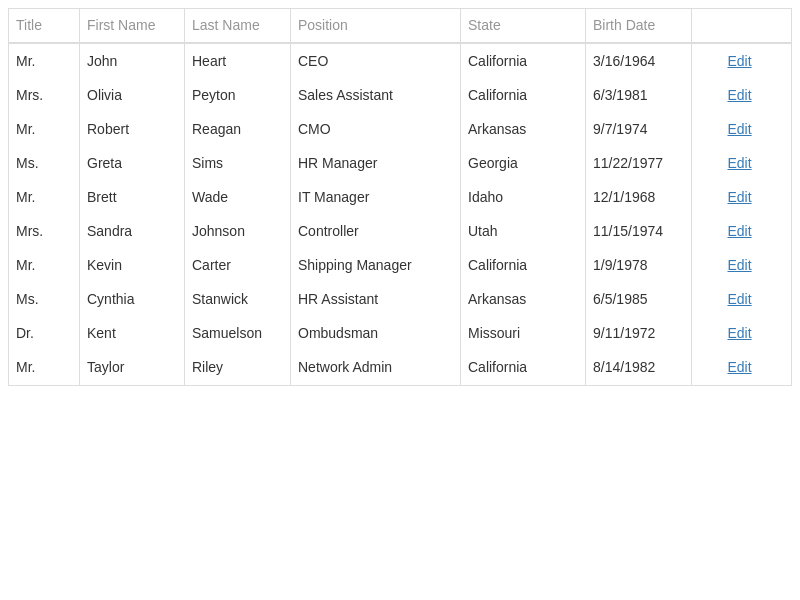 Title First Name Last Name Position State Birth Date
Mr. John Heart CEO California 3/16/1964 Edit
Mrs. Olivia Peyton Sales Assistant California 6/3/1981 Edit
Mr. Robert Reagan CMO Arkansas 9/7/1974 Edit
Ms. Greta Sims HR Manager Georgia 11/22/1977 Edit
Mr. Brett Wade IT Manager Idaho 12/1/1968 Edit
Mrs. Sandra Johnson Controller Utah 11/15/1974 Edit
Mr. Kevin Carter Shipping Manager California 1/9/1978 Edit
Ms. Cynthia Stanwick HR Assistant Arkansas 6/5/1985 Edit
Dr. Kent Samuelson Ombudsman Missouri 9/11/1972 Edit
Mr. Taylor Riley Network Admin California 8/14/1982 Edit